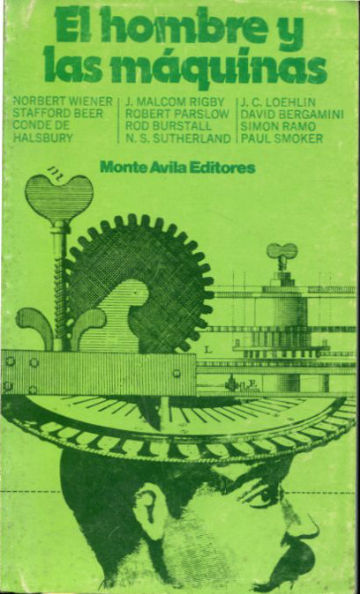 El hombre y
las máquinas
NORBERT WIENER
STAFFORD BEER
CONDE DE
HALSBURY
J. MALCOM RIGBY
ROBERT PARSLOW
ROD BURSTALL
N. S. SUTHERLAND
J. C. LOEHLIN
DAVID BERGAMINI
SIMON RAMO
PAUL SMOKER
Monte Avila Editores
m
L
F